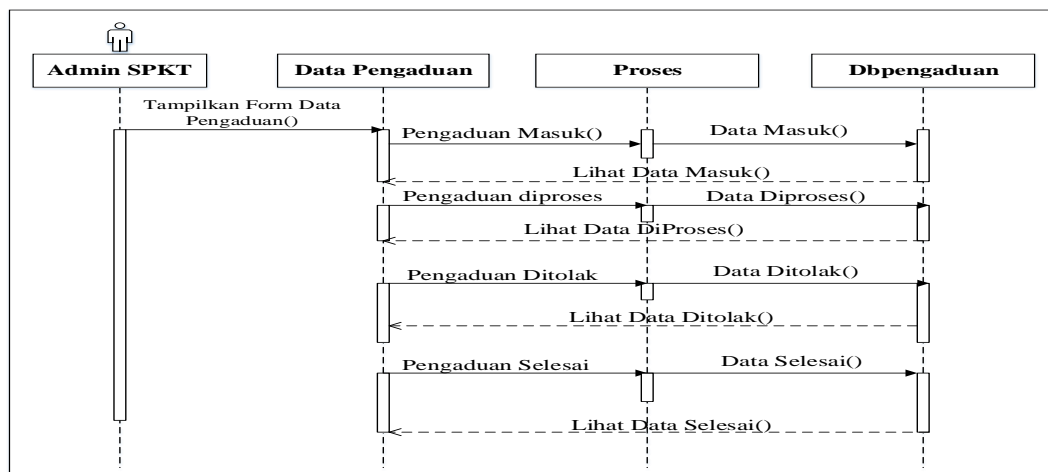 Admin SPKT
Data Pengaduan
Proses
Dbpengaduan
Tampilkan Form Data
Pengaduan()
Pengaduan Masuk()
Data Masuk()
Lihat Data Masuk()
Pengaduan diproses
Data Diproses()
Lihat Data DiProses()
Pengaduan Ditolak
Data Ditolak()
Lihat Data Ditolak()
Pengaduan Selesai
Data Selesai()
Lihat Data Selesai()